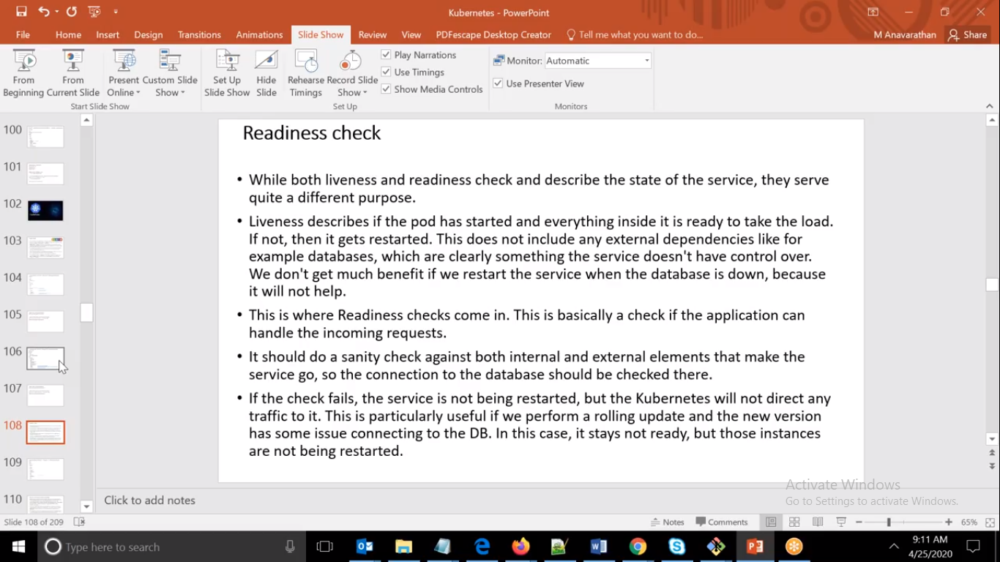 Kubernetes - PowerPoint
File Home Insert Design Transitions Animations Slide Show Review View PDFescape Desktop Creator Tell me what you want to do... M Anavarathan Share
From Beginning
From Current Slide
Present Online
Custom Slide Show
Set Up Slide Show
Hide Slide
Rehearse Timings
Record Slide Show
Play Narrations
Use Timings
Show Media Controls
Monitor: Automatic
Use Presenter View
Start Slide Show Set Up Monitors
100
101
102
103
104
105
106
107
108
109
110
Readiness check
• While both liveness and readiness check and describe the state of the service, they serve
quite a different purpose.
• Liveness describes if the pod has started and everything inside it is ready to take the load.
If not, then it gets restarted. This does not include any external dependencies like for
example databases, which are clearly something the service doesn't have control over.
We don't get much benefit if we restart the service when the database is down, because
it will not help.
• This is where Readiness checks come in. This is basically a check if the application can
handle the incoming requests.
• It should do a sanity check against both internal and external elements that make the
service go, so the connection to the database should be checked there.
• If the check fails, the service is not being restarted, but the Kubernetes will not direct any
traffic to it. This is particularly useful if we perform a rolling update and the new version
has some issue connecting to the DB. In this case, it stays not ready, but those instances
are not being restarted.
Activate Windows
Go to Settings to activate Windows.
Click to add notes
Slide 108 of 209 Notes Comments 65%
Type here to search
9:11 AM
4/25/2020